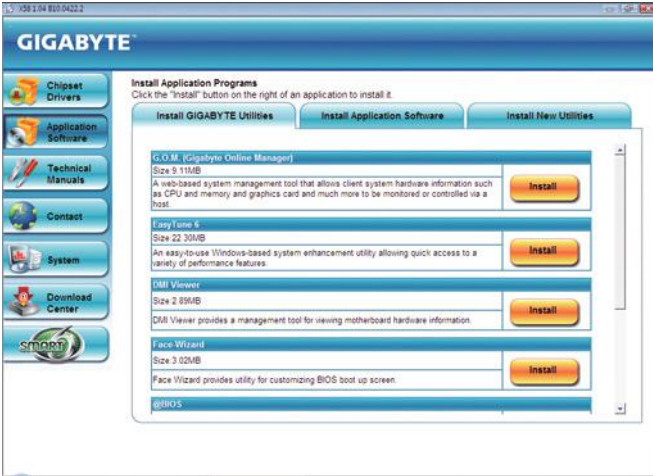 X58 1.04 B10.0422.2
GIGABYTE™
Chipset
Drivers
Application
Software
Technical
Manuals
Contact
System
Download
Center
SMART
Install Application Programs
Click the "Install" button on the right of an application to install it.
Install GIGABYTE Utilities
Install Application Software
Install New Utilities
G.O.M. (Gigabyte Online Manager)
Size:9.11MB
A web-based system management tool that allows client system hardware information such
as CPU and memory and graphics card and much more to be monitored or controlled via a
host.
Install
EasyTune 6
Size:22.30MB
An easy-to-use Windows-based system enhancement utility allowing quick access to a
variety of performance features.
Install
DMI Viewer
Size:2.89MB
DMI Viewer provides a management tool for viewing motherboard hardware information.
Install
Face Wizard
Size:3.02MB
Face Wizard provides utility for customizing BIOS boot up screen.
Install
@BIOS